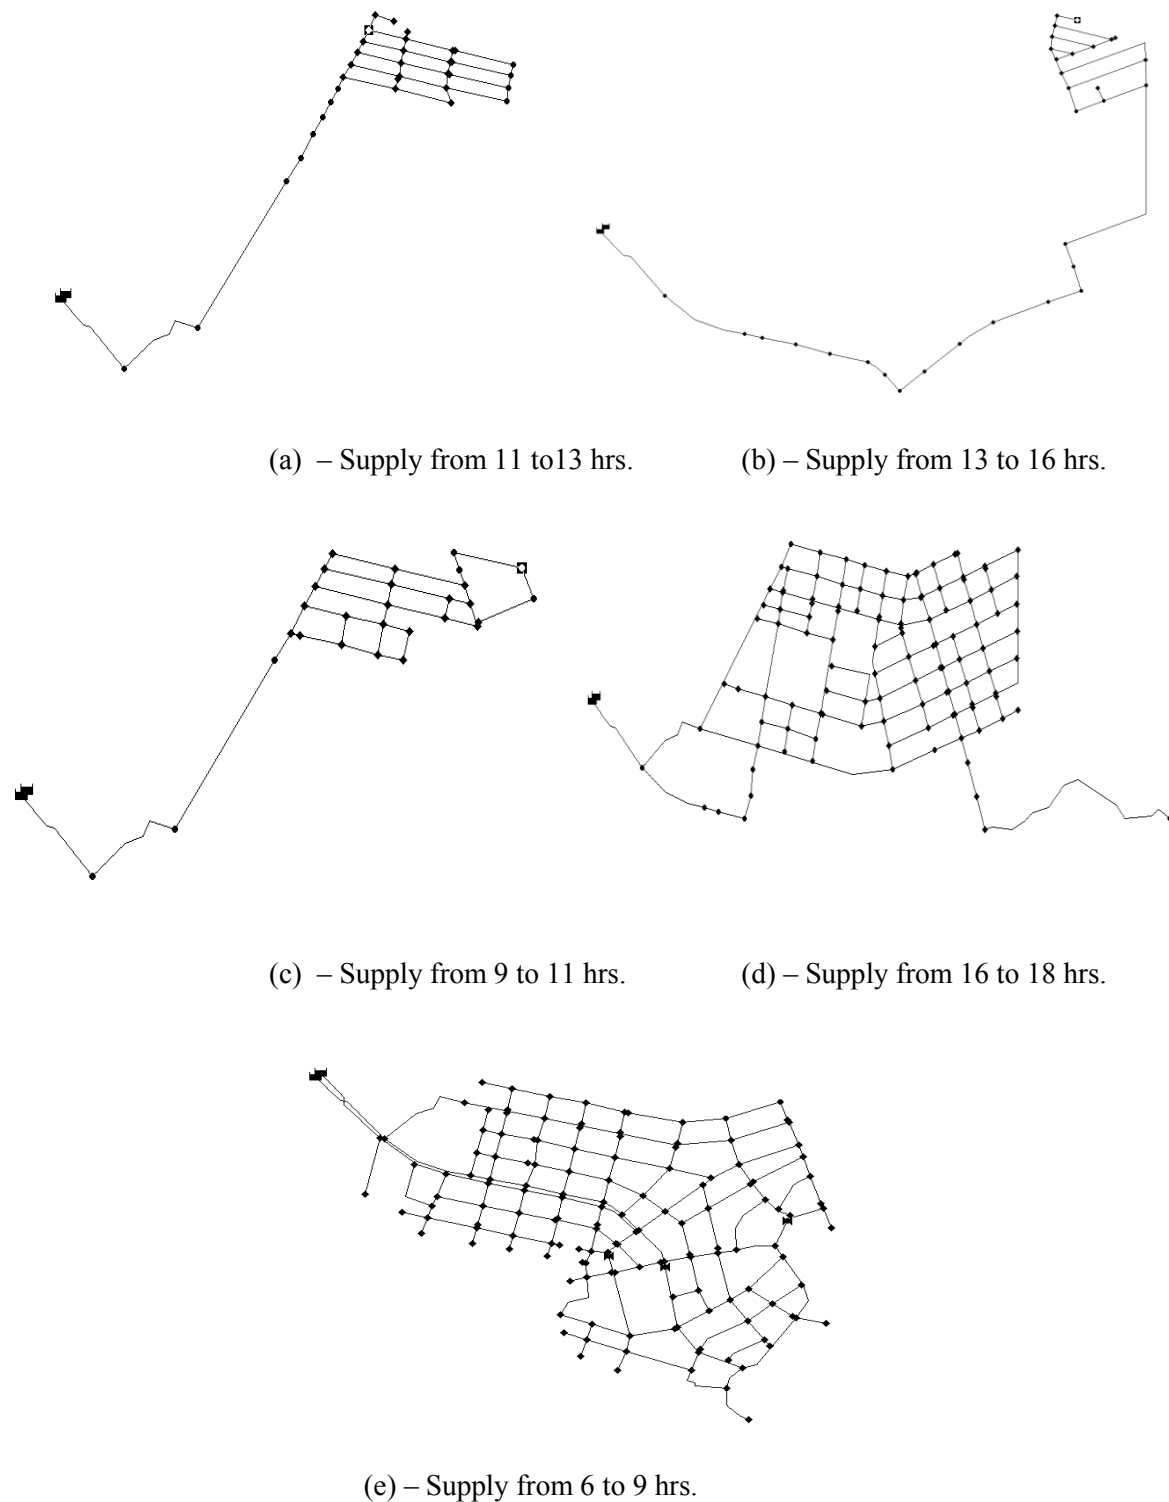 (a) – Supply from 11 to13 hrs.
(b) – Supply from 13 to 16 hrs.
(c) – Supply from 9 to 11 hrs.
(d) – Supply from 16 to 18 hrs.
(e) – Supply from 6 to 9 hrs.